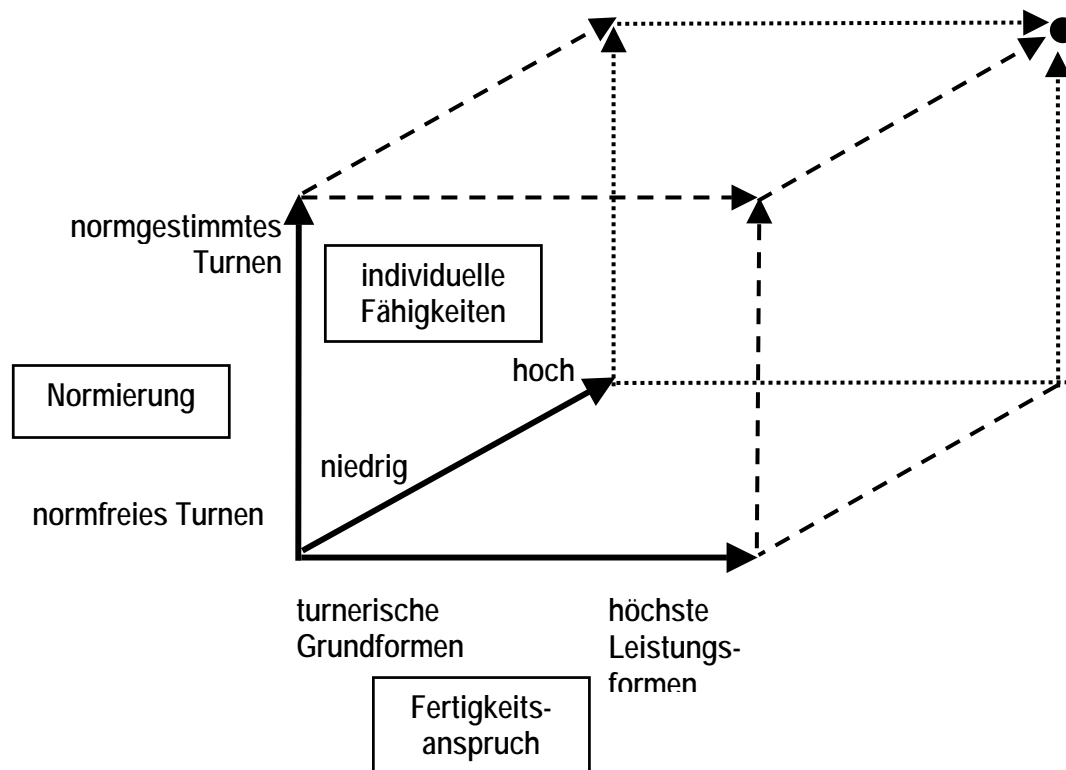 normgestimmtes
Turnen
individuelle
Fähigkeiten
hoch
Normierung
niedrig
normfreies Turnen
turnerische
Grundformen
höchste
Leistungs-
formen
Fertigkeits-
anspruch